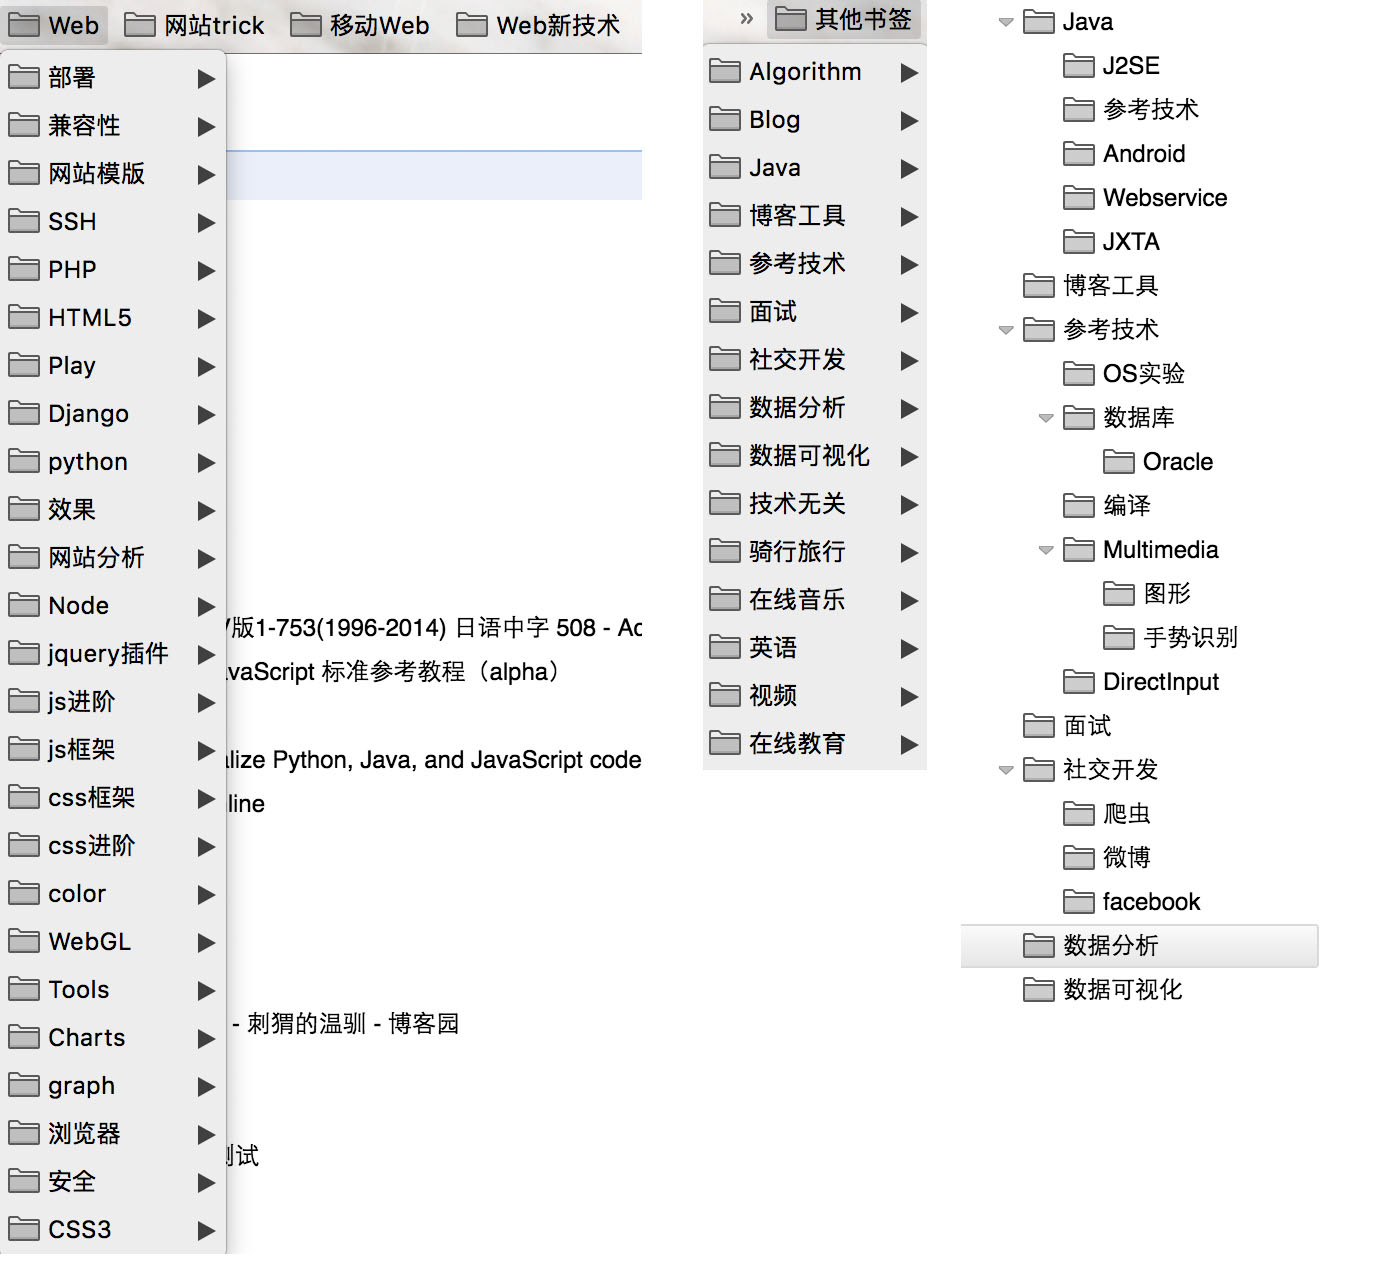 Web 网站trick 移动Web Web新技术
部署
兼容性
网站模版
SSH
PHP
HTML5
Play
Django
python
效果
网站分析
Node
jquery插件
js进阶
js框架
css框架
css进阶
color
WebGL
Tools
Charts
graph
浏览器
安全
CSS3
版1-753(1996-2014) 日语中字 508 - Ac
vaScript 标准参考教程（alpha）
alize Python, Java, and JavaScript code
line
- 刺猬的温驯 - 博客园
测试
» 其他书签
Algorithm
Blog
Java
博客工具
参考技术
面试
社交开发
数据分析
数据可视化
技术无关
骑行旅行
在线音乐
英语
视频
在线教育
Java
J2SE
参考技术
Android
Webservice
JXTA
博客工具
参考技术
OS实验
数据库
Oracle
编译
Multimedia
图形
手势识别
DirectInput
面试
社交开发
爬虫
微博
facebook
数据分析
数据可视化